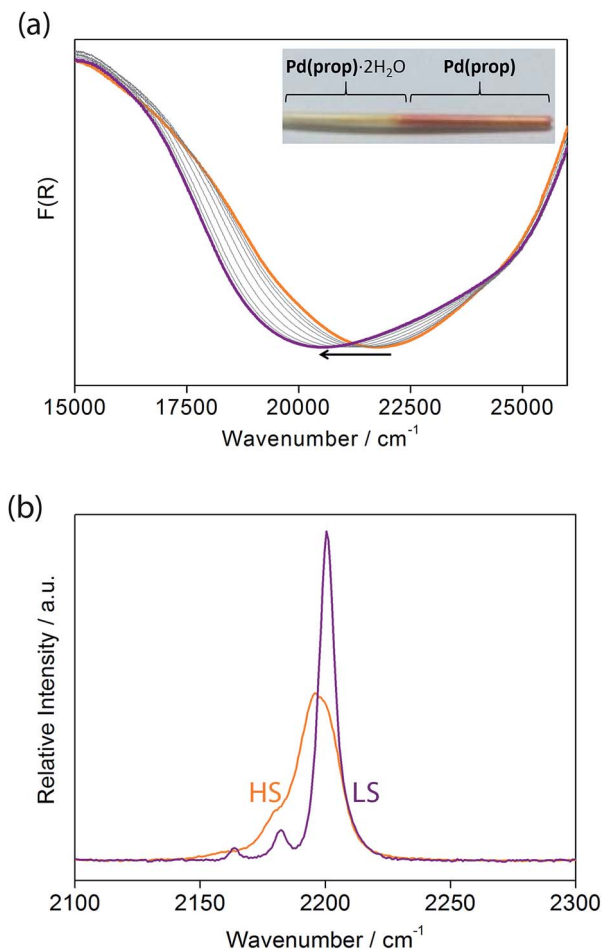 (a)
Pd(prop)·2H₂O
Pd(prop)
F(R)
15000
17500
20000
22500
25000
Wavenumber / cm⁻¹
(b)
HS
LS
Relative Intensity / a.u.
2100
2150
2200
2250
2300
Wavenumber / cm⁻¹